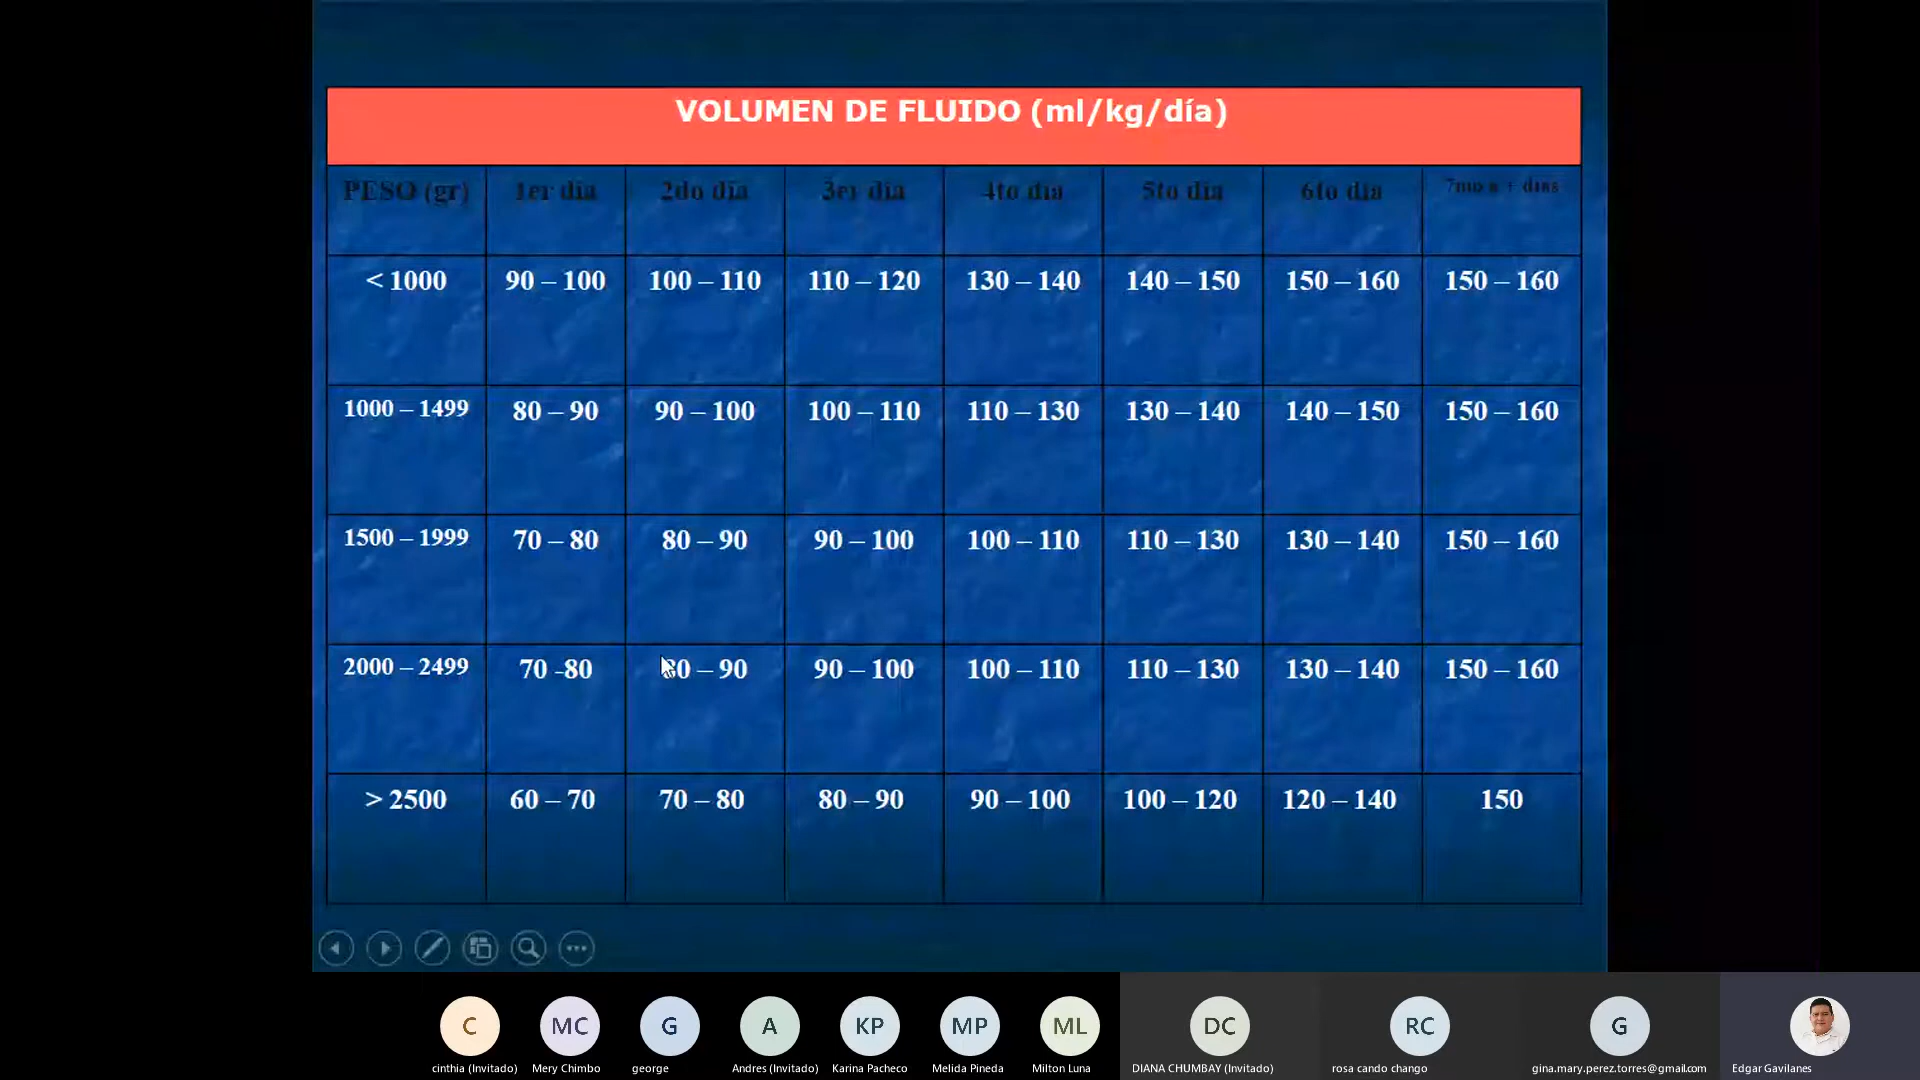 VOLUMEN DE FLUIDO (ml/kg/día)
PESO (gr) 1er día 2do día 3er día 4to día 5to día 6to día días
< 1000 90 – 100 100 – 110 110 – 120 130 – 140 140 – 150 150 – 160 150 – 160
1000 – 1499 80 – 90 90 – 100 100 – 110 110 – 130 130 – 140 140 – 150 150 – 160
1500 – 1999 70 – 80 80 – 90 90 – 100 100 – 110 110 – 130 130 – 140 150 – 160
2000 – 2499 70 -80 80 – 90 90 – 100 100 – 110 110 – 130 130 – 140 150 – 160
> 2500 60 – 70 70 – 80 80 – 90 90 – 100 100 – 120 120 – 140 150
C MC G A KP MP ML DC RC G
cinthia (Invitado) Mery Chimbo george Andres (Invitado) Karina Pacheco Melida Pineda Milton Luna DIANA CHUMBAY (Invitado) rosa cando chango gina.mary.perez.torres@gmail.com Edgar Gavilanes